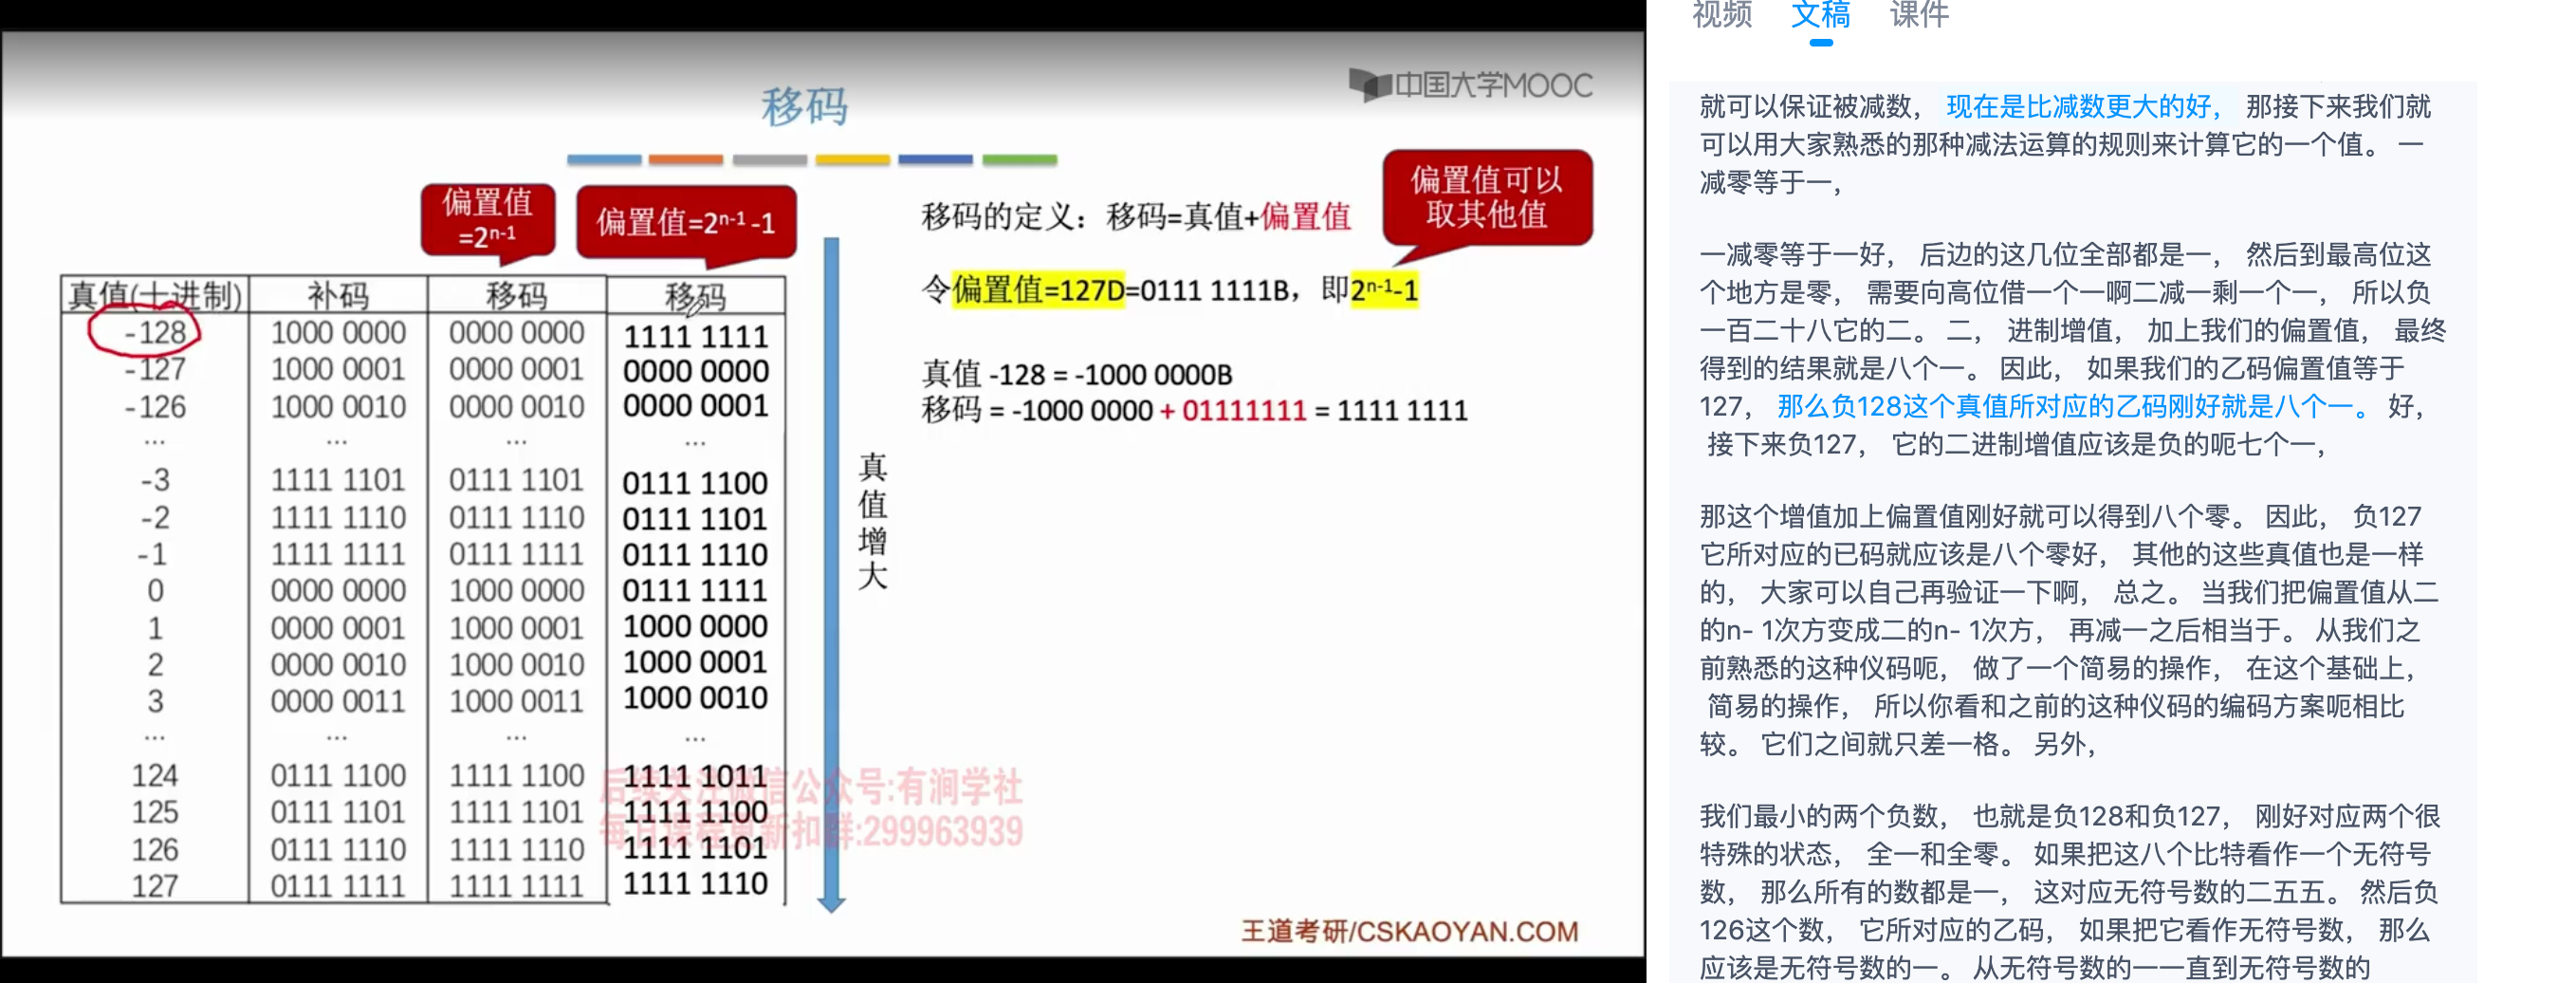 中国大学MOOC
移码
偏置值
=2ⁿ⁻¹
偏置值=2ⁿ⁻¹ -1
真值(十进制) 补码 移码 移码
-128 1000 0000 0000 0000 1111 1111
-127 1000 0001 0000 0001 0000 0000
-126 1000 0010 0000 0010 0000 0001
... ... ... ...
-3 1111 1101 0111 1101 0111 1100
-2 1111 1110 0111 1110 0111 1101
-1 1111 1111 0111 1111 0111 1110
0 0000 0000 1000 0000 0111 1111
1 0000 0001 1000 0001 1000 0000
2 0000 0010 1000 0010 1000 0001
3 0000 0011 1000 0011 1000 0010
... ... ... ...
124 0111 1100 1111 1100 1111 1011
125 0111 1101 1111 1101 1111 1100
126 0111 1110 1111 1110 1111 1101
127 0111 1111 1111 1111 1111 1110
真值增大
移码的定义：移码=真值+偏置值
偏置值可以
取其他值
令偏置值=127D=0111 1111B，即2ⁿ⁻¹-1
真值 -128 = -1000 0000B
移码 = -1000 0000 + 01111111 = 1111 1111
后续关注微信公众号:有涧学社
每日课程更新扣群:299963939
王道考研/CSKAOYAN.COM
视频 文稿 课件
就可以保证被减数， 现在是比减数更大的好， 那接下来我们就
可以用大家熟悉的那种减法运算的规则来计算它的一个值。 一
减零等于一，
一减零等于一好， 后边的这几位全部都是一， 然后到最高位这
个地方是零， 需要向高位借一个一啊二减一剩一个一， 所以负
一百二十八它的二。 二， 进制增值， 加上我们的偏置值， 最终
得到的结果就是八个一。 因此， 如果我们的乙码偏置值等于
127， 那么负128这个真值所对应的乙码刚好就是八个一。 好，
接下来负127， 它的二进制增值应该是负的呃七个一，
那这个增值加上偏置值刚好就可以得到八个零。 因此， 负127
它所对应的已码就应该是八个零好， 其他的这些真值也是一样
的， 大家可以自己再验证一下啊， 总之。 当我们把偏置值从二
的n- 1次方变成二的n- 1次方， 再减一之后相当于。 从我们之
前熟悉的这种仪码呃， 做了一个简易的操作， 在这个基础上，
简易的操作， 所以你看和之前的这种仪码的编码方案呃相比
较。 它们之间就只差一格。 另外，
我们最小的两个负数， 也就是负128和负127， 刚好对应两个很
特殊的状态， 全一和全零。 如果把这八个比特看作一个无符号
数， 那么所有的数都是一， 这对应无符号数的二五五。 然后负
126这个数， 它所对应的乙码， 如果把它看作无符号数， 那么
应该是无符号数的一。 从无符号数的一一直到无符号数的